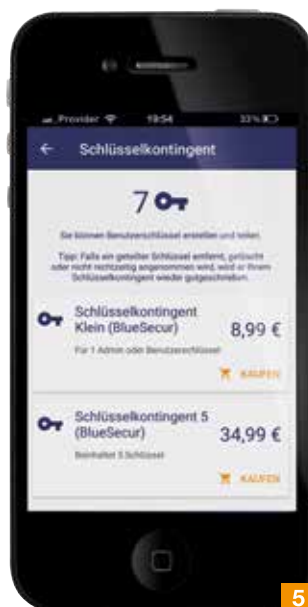 Provider 19:54 33%
Schlüsselkontingent
7
Sie können Benutzerschlüssel erstellen und teilen.
Tipp: Falls ein geteilter Schlüssel entfernt, gelöscht
oder nicht rechtzeitig angenommen wird, wird er Ihrem
Schlüsselkontingent wieder gutgeschrieben.
Schlüsselkontingent
Klein (BlueSecur)
8,99 €
Für 1 Admin oder Benutzerschlüssel
KAUFEN
Schlüsselkontingent 5
(BlueSecur)
34,99 €
Beinhaltet 5 Schlüssel
KAUFEN
5